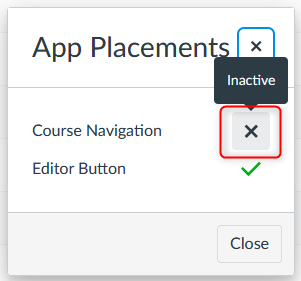 App Placements
Inactive
Course Navigation
Editor Button
Close